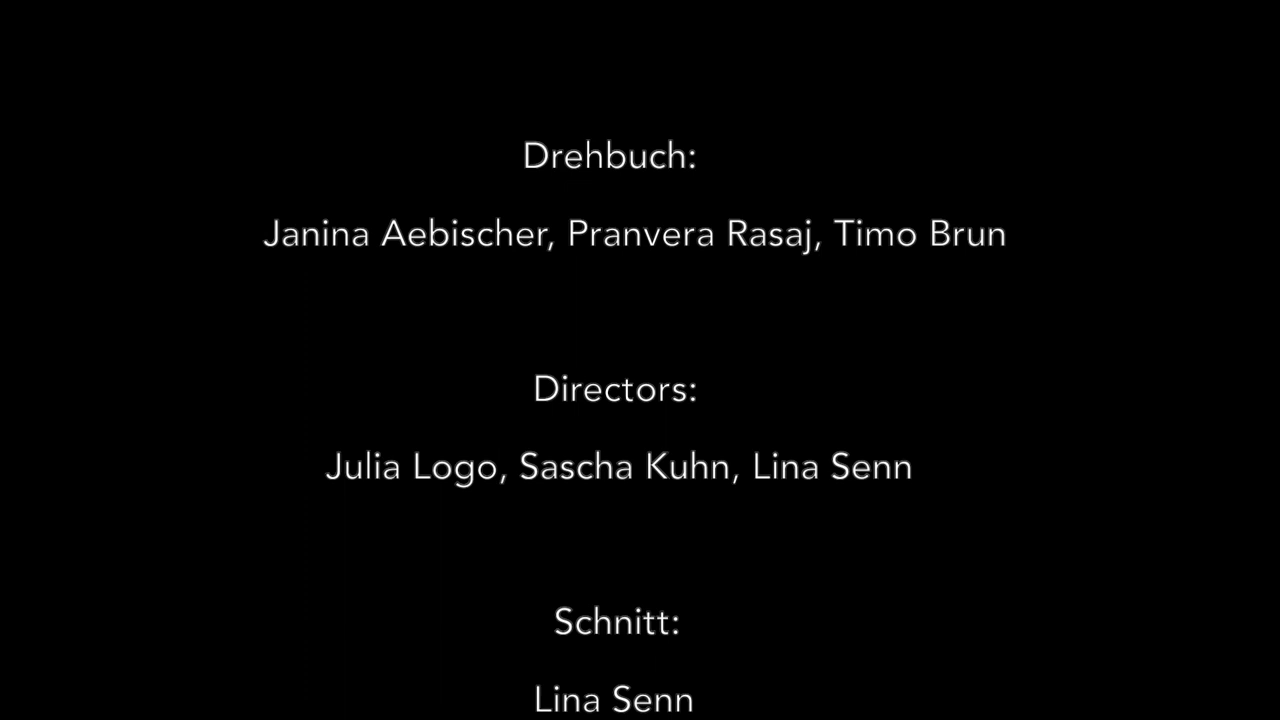 Drehbuch:
Janina Aebischer, Pranvera Rasaj, Timo Brun
Directors:
Julia Logo, Sascha Kuhn, Lina Senn
Schnitt:
Lina Senn